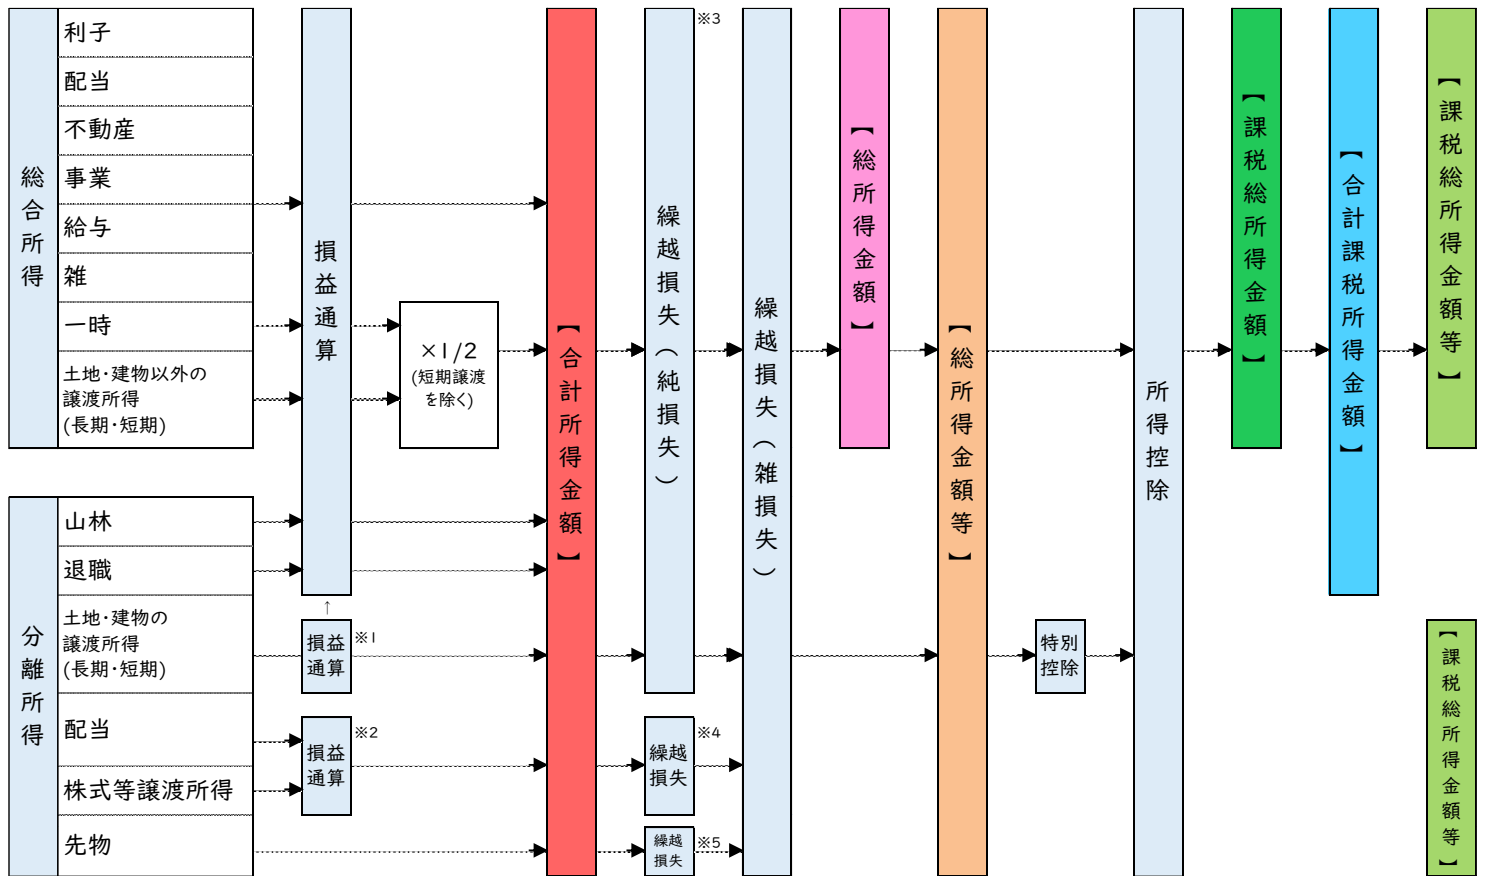 総合所得
利子
配当
不動産
事業
給与
雑
一時
土地・建物以外の
譲渡所得
(長期・短期)
分離所得
山林
退職
土地・建物の
譲渡所得
(長期・短期)
配当
株式等譲渡所得
先物
損益通算
↑
損益
通算
※1
損益
通算
※2
×1/2
(短期譲渡
を除く)
【合計所得金額】
繰越損失(純損失)
※3
繰越
損失
※4
繰越
損失
※5
繰越損失(雑損失)
【総所得金額】
【総所得金額等】
特別
控除
所得控除
【課税総所得金額】
【合計課税所得金額】
【課税総所得金額等】
【課税総所得金額等】